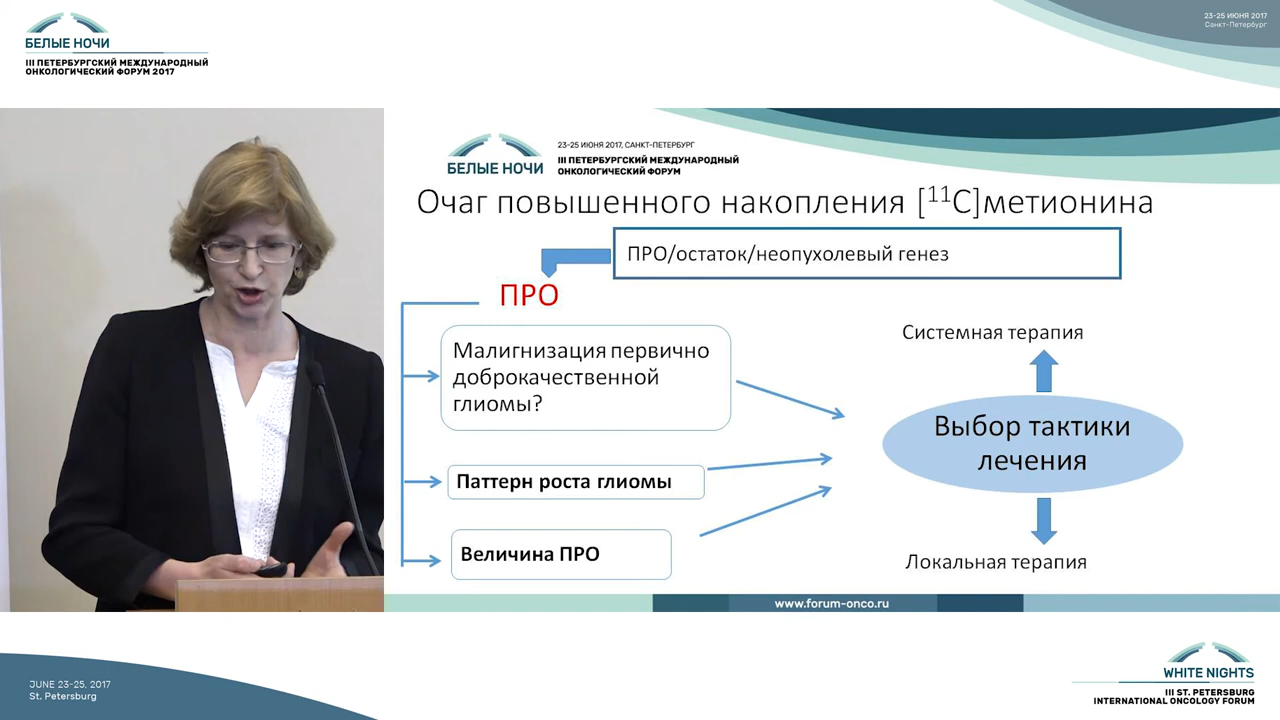 БЕЛЫЕ НОЧИ
III ПЕТЕРБУРГСКИЙ МЕЖДУНАРОДНЫЙ
ОНКОЛОГИЧЕСКИЙ ФОРУМ 2017
23-25 ИЮНЯ 2017
Санкт-Петербург
БЕЛЫЕ НОЧИ
23-25 ИЮНЯ 2017, САНКТ-ПЕТЕРБУРГ
III ПЕТЕРБУРГСКИЙ МЕЖДУНАРОДНЫЙ
ОНКОЛОГИЧЕСКИЙ ФОРУМ
Очаг повышенного накопления [¹¹С]метионина
ПРО/остаток/неопухолевый генез
ПРО
Малигнизация первично
доброкачественной
глиомы?
Паттерн роста глиомы
Величина ПРО
Системная терапия
Выбор тактики
лечения
Локальная терапия
www.forum-onco.ru
JUNE 23-25, 2017
St. Petersburg
WHITE NIGHTS
III ST. PETERSBURG
INTERNATIONAL ONCOLOGY FORUM